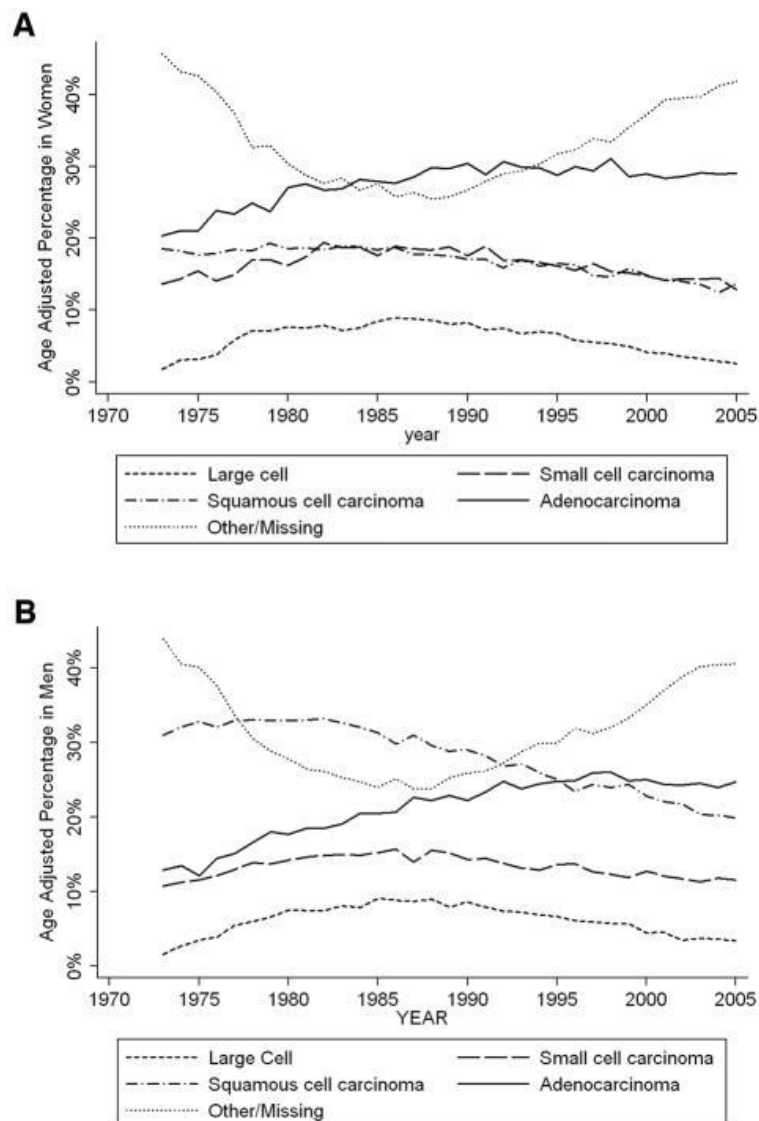 A
Age Adjusted Percentage in Women
40%
30%
20%
10%
0%
1970 1975 1980 1985 1990 1995 2000 2005
year
Large cell Small cell carcinoma
Squamous cell carcinoma Adenocarcinoma
Other/Missing
B
Age Adjusted Percentage in Men
40%
30%
20%
10%
0%
1970 1975 1980 1985 1990 1995 2000 2005
YEAR
Large Cell Small cell carcinoma
Squamous cell carcinoma Adenocarcinoma
Other/Missing